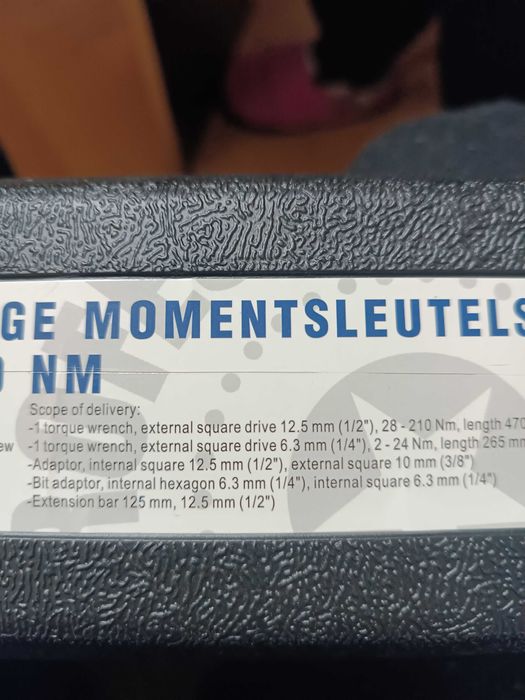 GE MOMENTSLEUTELS
NM
Scope of delivery:
-1 torque wrench, external square drive 12.5 mm (1/2"), 28 - 210 Nm, length 470
ew -1 torque wrench, external square drive 6.3 mm (1/4"), 2 - 24 Nm, length 265 mm
-Adaptor, internal square 12.5 mm (1/2"), external square 10 mm (3/8")
-Bit adaptor, internal hexagon 6.3 mm (1/4"), internal square 6.3 mm (1/4")
-Extension bar 125 mm, 12.5 mm (1/2")